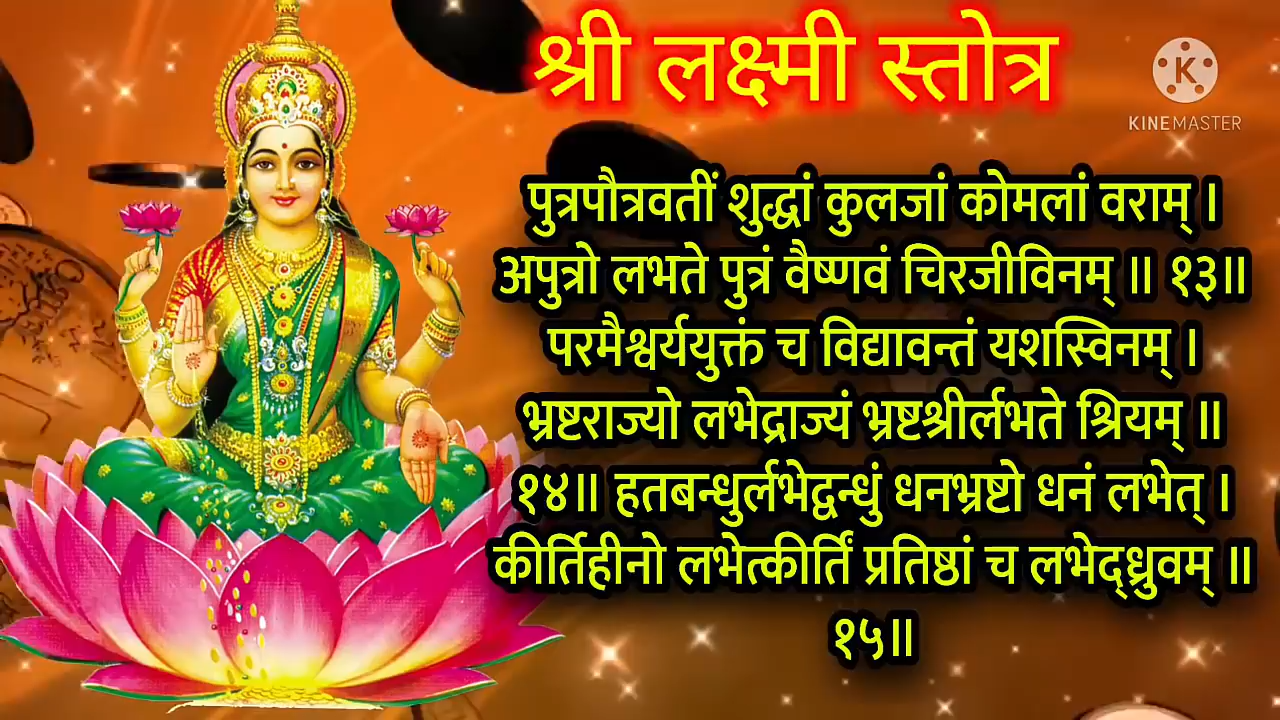 श्री लक्ष्मी स्तोत्र
K
KINEMASTER
पुत्रपौत्रवतीं शुद्धां कुलजां कोमलां वराम् ।
अपुत्रो लभते पुत्रं वैष्णवं चिरजीविनम् ॥ १३॥
परमैश्वर्ययुक्तं च विद्यावन्तं यशस्विनम् ।
भ्रष्टराज्यो लभेद्राज्यं भ्रष्टश्रीर्लभते श्रियम् ॥
१४॥ हतबन्धुर्लभेद्बन्धुं धनभ्रष्टो धनं लभेत् ।
कीर्तिहीनो लभेत्कीर्तिं प्रतिष्ठां च लभेद्ध्रुवम् ॥
१५॥